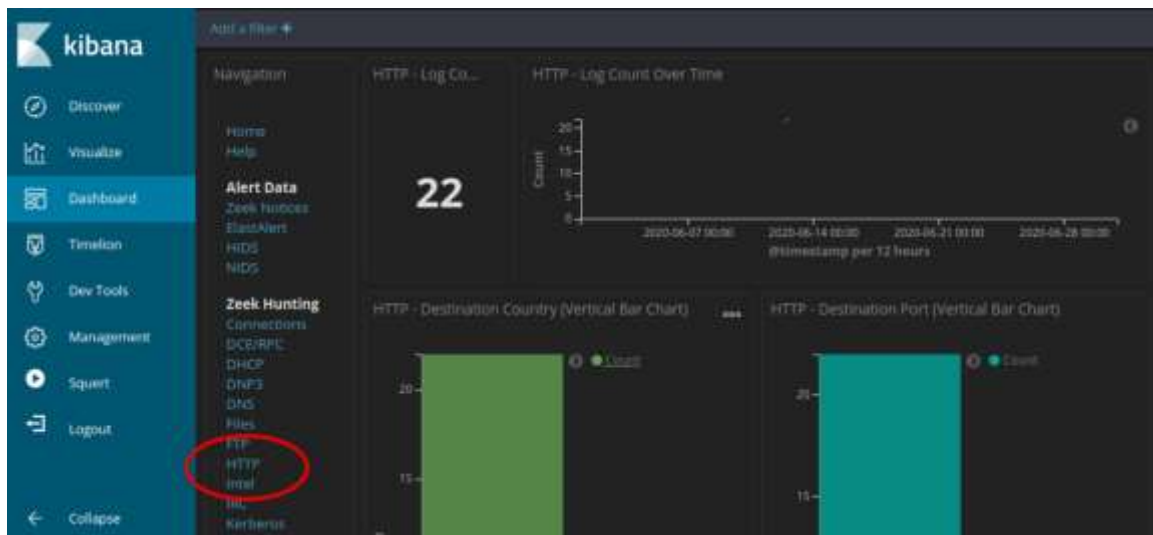 kibana
Discover
Visualize
Dashboard
Timelion
Dev Tools
Management
Squert
Logout
Collapse
Add a filter +
Navigation
Home
Help
Alert Data
Zeek Notices
ElastAlert
HIDS
NIDS
Zeek Hunting
Connections
DCE/RPC
DHCP
DNP3
DNS
Files
FTP
HTTP
Intel
IRC
Kerberos
HTTP - Log Co...
22
HTTP - Log Count Over Time
Count
20
15
10
5
0
2020-06-07 00:00 2020-06-14 00:00 2020-06-21 00:00 2020-06-28 00:00
@timestamp per 12 hours
HTTP - Destination Country (Vertical Bar Chart)
Count
20
15
HTTP - Destination Port (Vertical Bar Chart)
Count
20
15